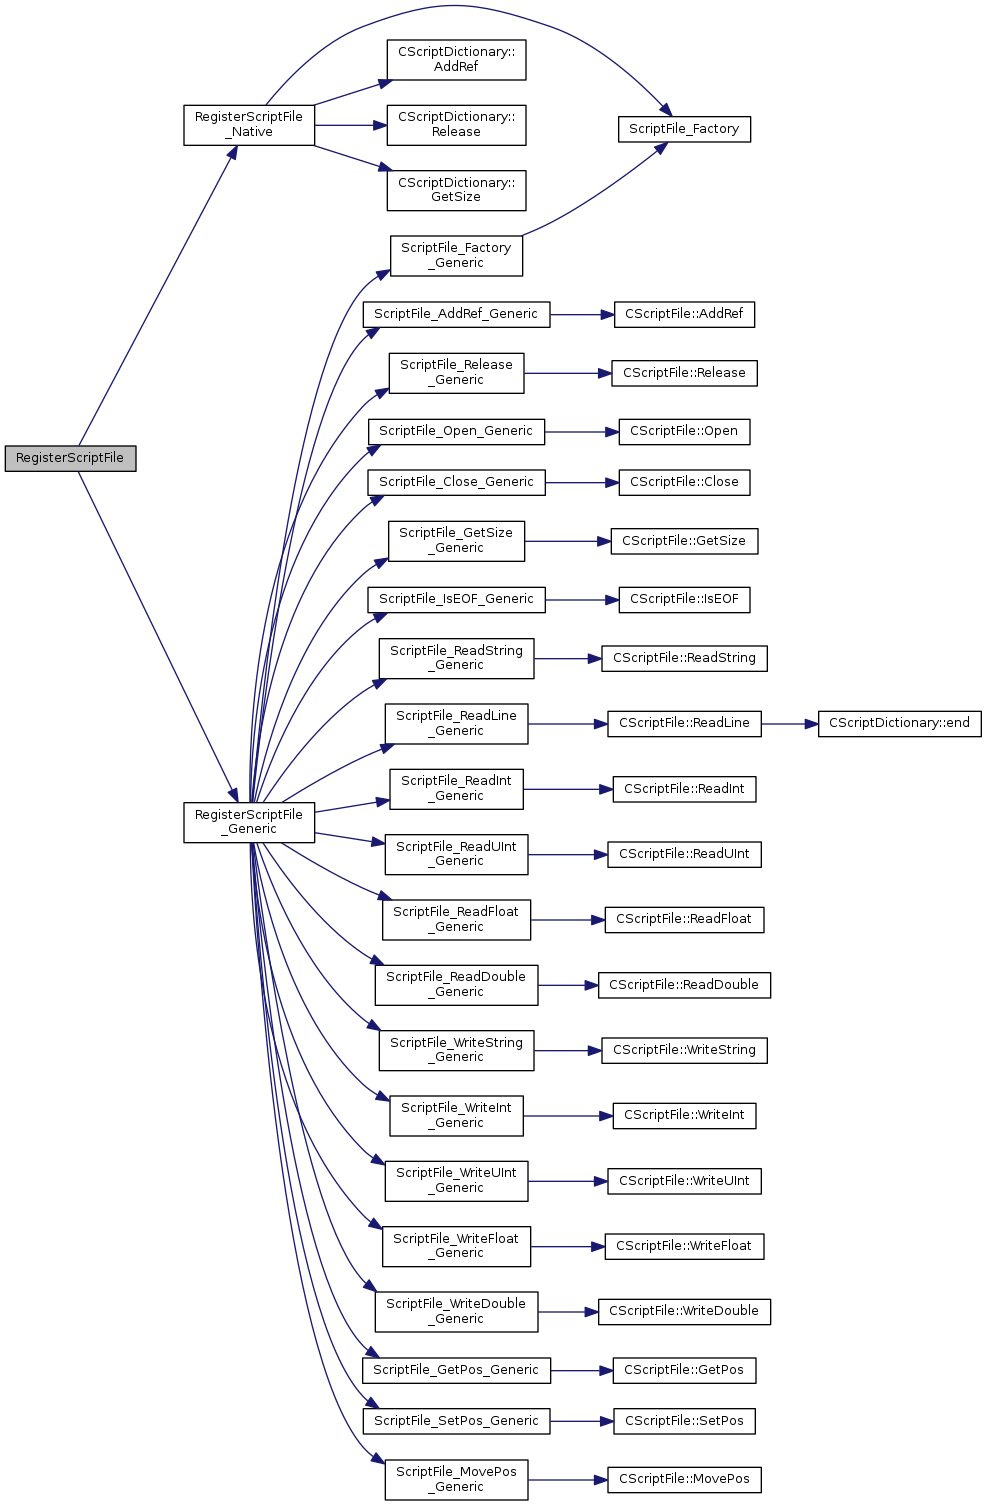 CScriptDictionary::
AddRef
RegisterScriptFile
_Native
CScriptDictionary::
Release
ScriptFile_Factory
CScriptDictionary::
GetSize
ScriptFile_Factory
_Generic
ScriptFile_AddRef_Generic
CScriptFile::AddRef
ScriptFile_Release
_Generic
CScriptFile::Release
ScriptFile_Open_Generic
CScriptFile::Open
RegisterScriptFile
ScriptFile_Close_Generic
CScriptFile::Close
ScriptFile_GetSize
_Generic
CScriptFile::GetSize
ScriptFile_IsEOF_Generic
CScriptFile::IsEOF
ScriptFile_ReadString
_Generic
CScriptFile::ReadString
ScriptFile_ReadLine
_Generic
CScriptFile::ReadLine
CScriptDictionary::end
ScriptFile_ReadInt
_Generic
CScriptFile::ReadInt
RegisterScriptFile
_Generic
ScriptFile_ReadUInt
_Generic
CScriptFile::ReadUInt
ScriptFile_ReadFloat
_Generic
CScriptFile::ReadFloat
ScriptFile_ReadDouble
_Generic
CScriptFile::ReadDouble
ScriptFile_WriteString
_Generic
CScriptFile::WriteString
ScriptFile_WriteInt
_Generic
CScriptFile::WriteInt
ScriptFile_WriteUInt
_Generic
CScriptFile::WriteUInt
ScriptFile_WriteFloat
_Generic
CScriptFile::WriteFloat
ScriptFile_WriteDouble
_Generic
CScriptFile::WriteDouble
ScriptFile_GetPos_Generic
CScriptFile::GetPos
ScriptFile_SetPos_Generic
CScriptFile::SetPos
ScriptFile_MovePos
_Generic
CScriptFile::MovePos